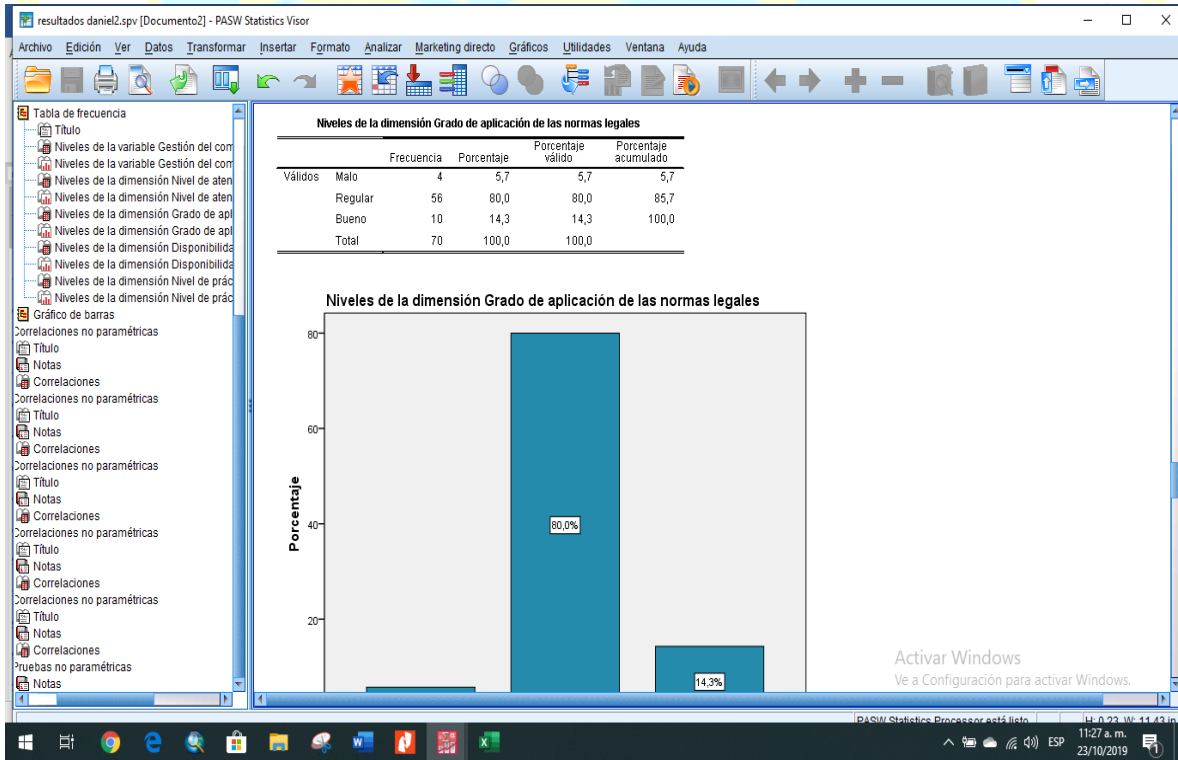 resultados daniel2.spv [Documento2] - PASW Statistics Visor
Archivo Edición Ver Datos Transformar Insertar Formato Analizar Marketing directo Gráficos Utilidades Ventana Ayuda
Tabla de frecuencia
Título
Niveles de la variable Gestión del com
Niveles de la variable Gestión del com
Niveles de la dimensión Nivel de aten
Niveles de la dimensión Nivel de aten
Niveles de la dimensión Grado de apl
Niveles de la dimensión Grado de apl
Niveles de la dimensión Disponibilida
Niveles de la dimensión Disponibilida
Niveles de la dimensión Nivel de prác
Niveles de la dimensión Nivel de prác
Gráfico de barras
Correlaciones no paramétricas
Título
Notas
Correlaciones
Correlaciones no paramétricas
Título
Notas
Correlaciones
Correlaciones no paramétricas
Título
Notas
Correlaciones
Correlaciones no paramétricas
Título
Notas
Correlaciones
Correlaciones no paramétricas
Título
Notas
Correlaciones
Pruebas no paramétricas
Notas
Niveles de la dimensión Grado de aplicación de las normas legales
Frecuencia Porcentaje Porcentaje válido Porcentaje acumulado
Válidos Malo 4 5,7 5,7 5,7
Regular 56 80,0 80,0 85,7
Bueno 10 14,3 14,3 100,0
Total 70 100,0 100,0
Niveles de la dimensión Grado de aplicación de las normas legales
Porcentaje
80
60
40
20
80,0%
14,3%
Activar Windows
Ve a Configuración para activar Windows.
PASW Statistics Processor está listo H: 0.23, W: 11.43 in
ESP
11:27 a. m.
23/10/2019